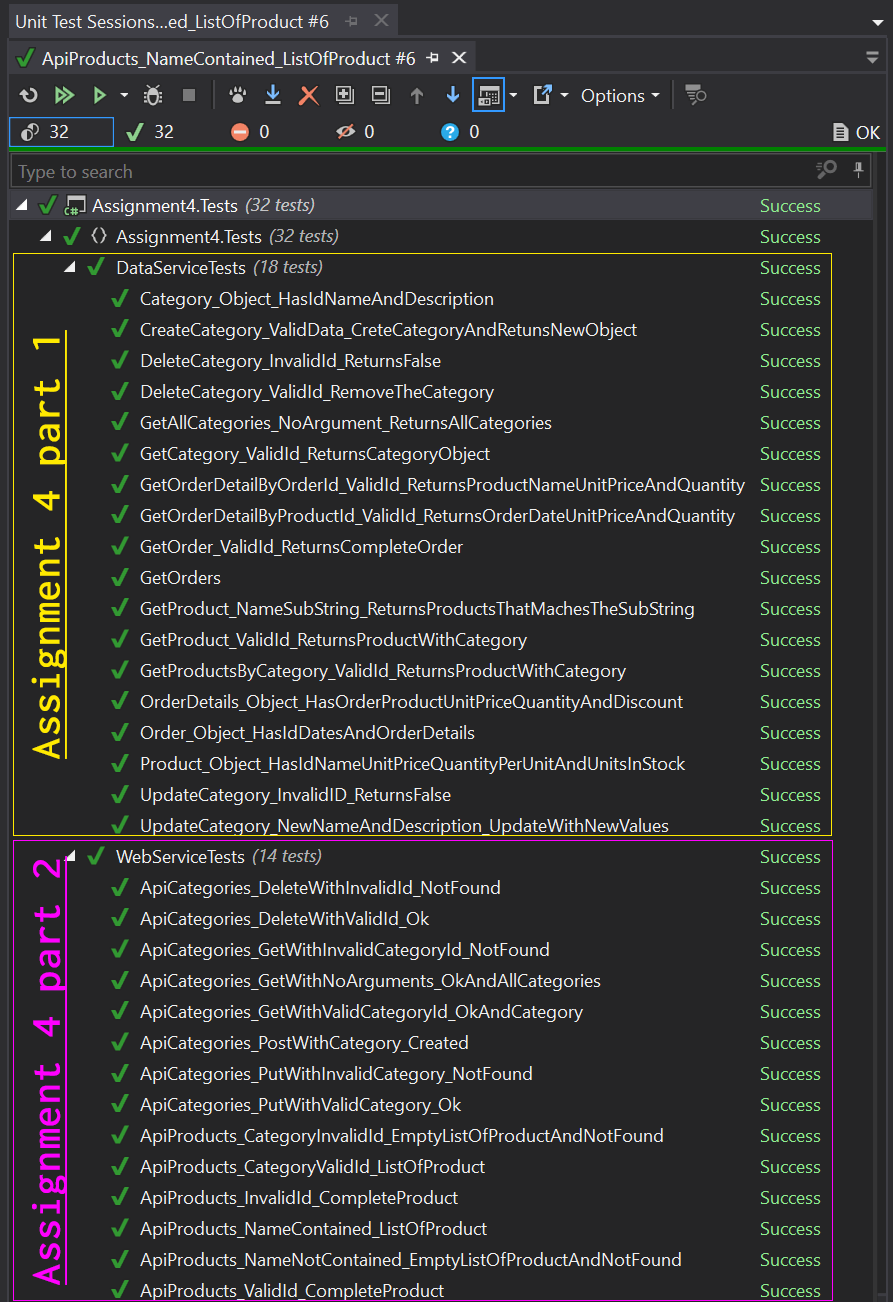 Unit Test Sessions...ed_ListOfProduct #6
ApiProducts_NameContained_ListOfProduct #6
Options
32 32 0 0 0 OK
Type to search
Assignment4.Tests (32 tests) Success
Assignment4.Tests (32 tests) Success
DataServiceTests (18 tests) Success
Category_Object_HasIdNameAndDescription Success
CreateCategory_ValidData_CreteCategoryAndRetunsNewObject Success
DeleteCategory_InvalidId_ReturnsFalse Success
DeleteCategory_ValidId_RemoveTheCategory Success
GetAllCategories_NoArgument_ReturnsAllCategories Success
GetCategory_ValidId_ReturnsCategoryObject Success
GetOrderDetailByOrderId_ValidId_ReturnsProductNameUnitPriceAndQuantity Success
GetOrderDetailByProductId_ValidId_ReturnsOrderDateUnitPriceAndQuantity Success
GetOrder_ValidId_ReturnsCompleteOrder Success
GetOrders Success
GetProduct_NameSubString_ReturnsProductsThatMachesTheSubString Success
GetProduct_ValidId_ReturnsProductWithCategory Success
GetProductsByCategory_ValidId_ReturnsProductWithCategory Success
OrderDetails_Object_HasOrderProductUnitPriceQuantityAndDiscount Success
Order_Object_HasIdDatesAndOrderDetails Success
Product_Object_HasIdNameUnitPriceQuantityPerUnitAndUnitsInStock Success
UpdateCategory_InvalidID_ReturnsFalse Success
UpdateCategory_NewNameAndDescription_UpdateWithNewValues Success
Assignment 4 part 1
WebServiceTests (14 tests) Success
ApiCategories_DeleteWithInvalidId_NotFound Success
ApiCategories_DeleteWithValidId_Ok Success
ApiCategories_GetWithInvalidCategoryId_NotFound Success
ApiCategories_GetWithNoArguments_OkAndAllCategories Success
ApiCategories_GetWithValidCategoryId_OkAndCategory Success
ApiCategories_PostWithCategory_Created Success
ApiCategories_PutWithInvalidCategory_NotFound Success
ApiCategories_PutWithValidCategory_Ok Success
ApiProducts_CategoryInvalidId_EmptyListOfProductAndNotFound Success
ApiProducts_CategoryValidId_ListOfProduct Success
ApiProducts_InvalidId_CompleteProduct Success
ApiProducts_NameContained_ListOfProduct Success
ApiProducts_NameNotContained_EmptyListOfProductAndNotFound Success
ApiProducts_ValidId_CompleteProduct Success
Assignment 4 part 2